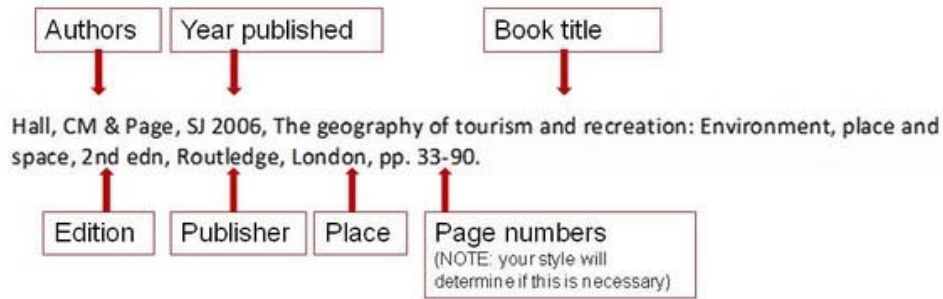 Authors
Year published
Book title
Hall, CM & Page, SJ 2006, The geography of tourism and recreation: Environment, place and
space, 2nd edn, Routledge, London, pp. 33-90.
Edition
Publisher
Place
Page numbers
(NOTE: your style will
determine if this is necessary)